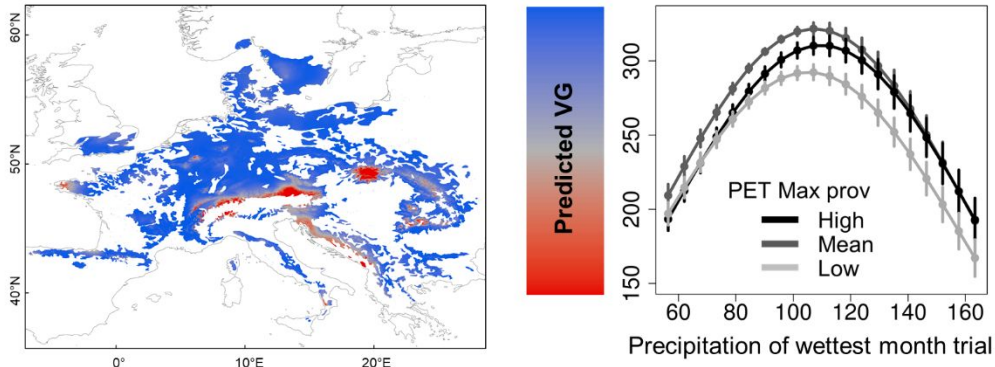 60°N
50°N
40°N
0°
10°E
20°E
Predicted VG
300
250
200
150
PET Max prov
High
Mean
Low
60 80 100 120 140 160
Precipitation of wettest month trial